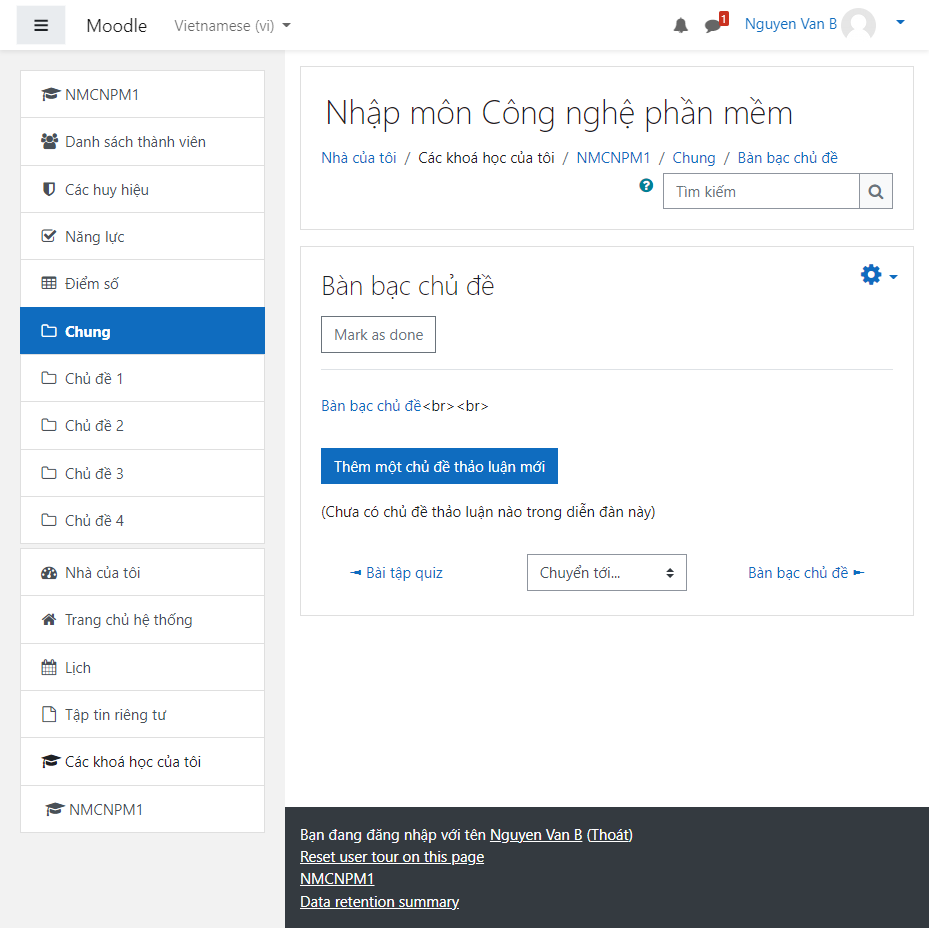 Moodle Vietnamese (vi) 1 Nguyen Van B
NMCNPM1
Danh sách thành viên
Các huy hiệu
Năng lực
Điểm số
Chung
Chủ đề 1
Chủ đề 2
Chủ đề 3
Chủ đề 4
Nhà của tôi
Trang chủ hệ thống
Lịch
Tập tin riêng tư
Các khoá học của tôi
NMCNPM1
Nhập môn Công nghệ phần mềm
Nhà của tôi / Các khoá học của tôi / NMCNPM1 / Chung / Bàn bạc chủ đề
Tìm kiếm
Bàn bạc chủ đề
Mark as done
Bàn bạc chủ đề<br><br>
Thêm một chủ đề thảo luận mới
(Chưa có chủ đề thảo luận nào trong diễn đàn này)
◄ Bài tập quiz Chuyển tới... Bàn bạc chủ đề ►
Bạn đang đăng nhập với tên Nguyen Van B (Thoát)
Reset user tour on this page
NMCNPM1
Data retention summary